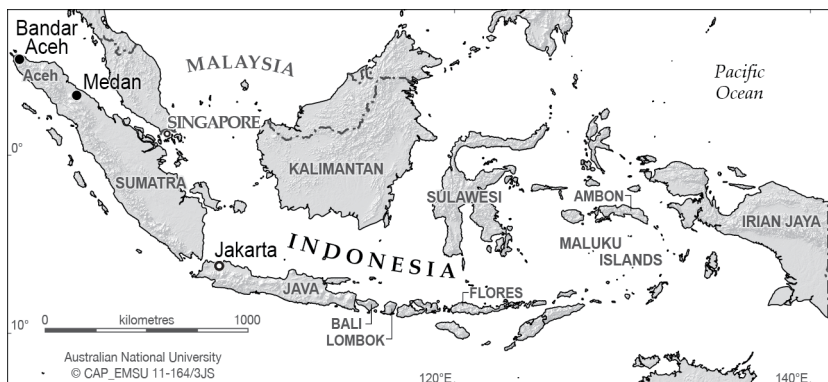 Bandar
Aceh
Aceh
Medan
MALAYSIA
SINGAPORE
Pacific
Ocean
0°
SUMATRA
KALIMANTAN
SULAWESI
AMBON
IRIAN JAYA
MALUKU
ISLANDS
INDONESIA
Jakarta
JAVA
FLORES
BALI
LOMBOK
10°
0 kilometres 1000
Australian National University
© CAP_EMSU 11-164/3JS
120°E
140°E